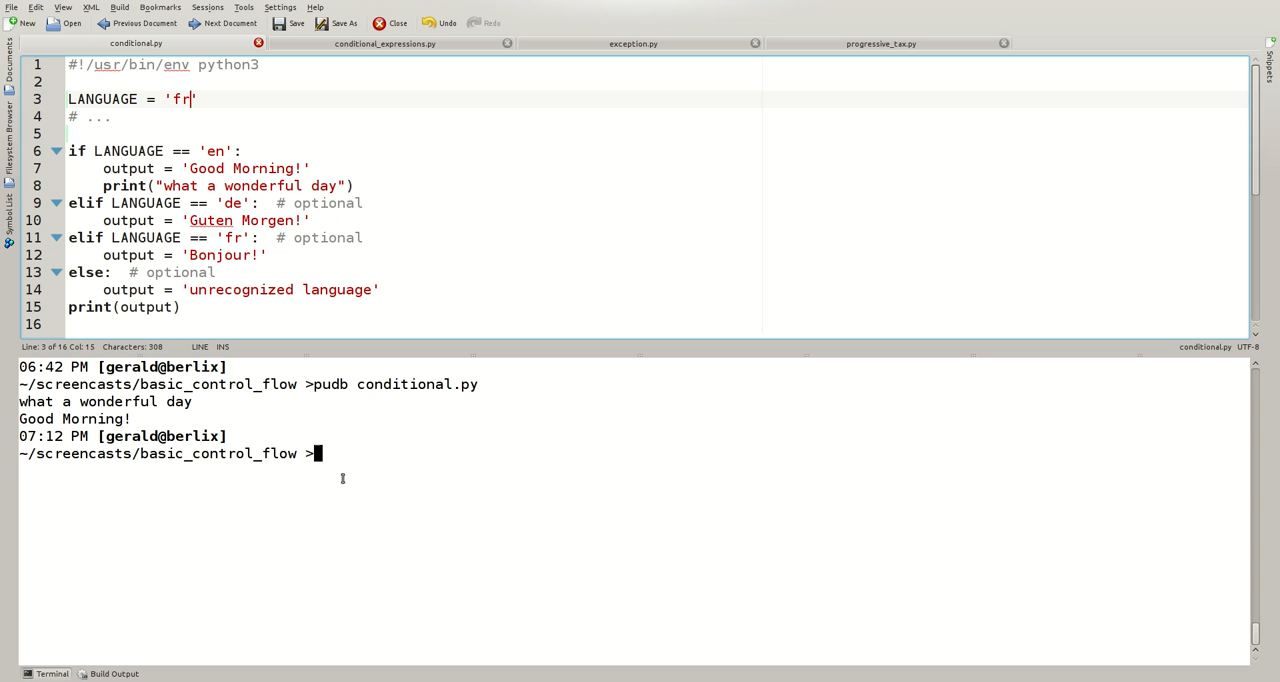 File Edit View XML Build Bookmarks Sessions Tools Settings Help
New Open Previous Document Next Document Save Save As Close Undo Redo
conditional.py conditional_expressions.py exception.py progressive_tax.py
Documents
Filesystem Browser
Symbol List
Snippets
1 #!/usr/bin/env python3
2
3 LANGUAGE = 'fr'
4 # ...
5
6 if LANGUAGE == 'en':
7 output = 'Good Morning!'
8 print("what a wonderful day")
9 elif LANGUAGE == 'de':  # optional
10 output = 'Guten Morgen!'
11 elif LANGUAGE == 'fr':  # optional
12 output = 'Bonjour!'
13 else:  # optional
14 output = 'unrecognized language'
15 print(output)
16
Line: 3 of 16 Col: 15 Characters: 308 LINE INS conditional.py UTF-8
06:42 PM [gerald@berlix]
~/screencasts/basic_control_flow >pudb conditional.py
what a wonderful day
Good Morning!
07:12 PM [gerald@berlix]
~/screencasts/basic_control_flow >
Terminal Build Output